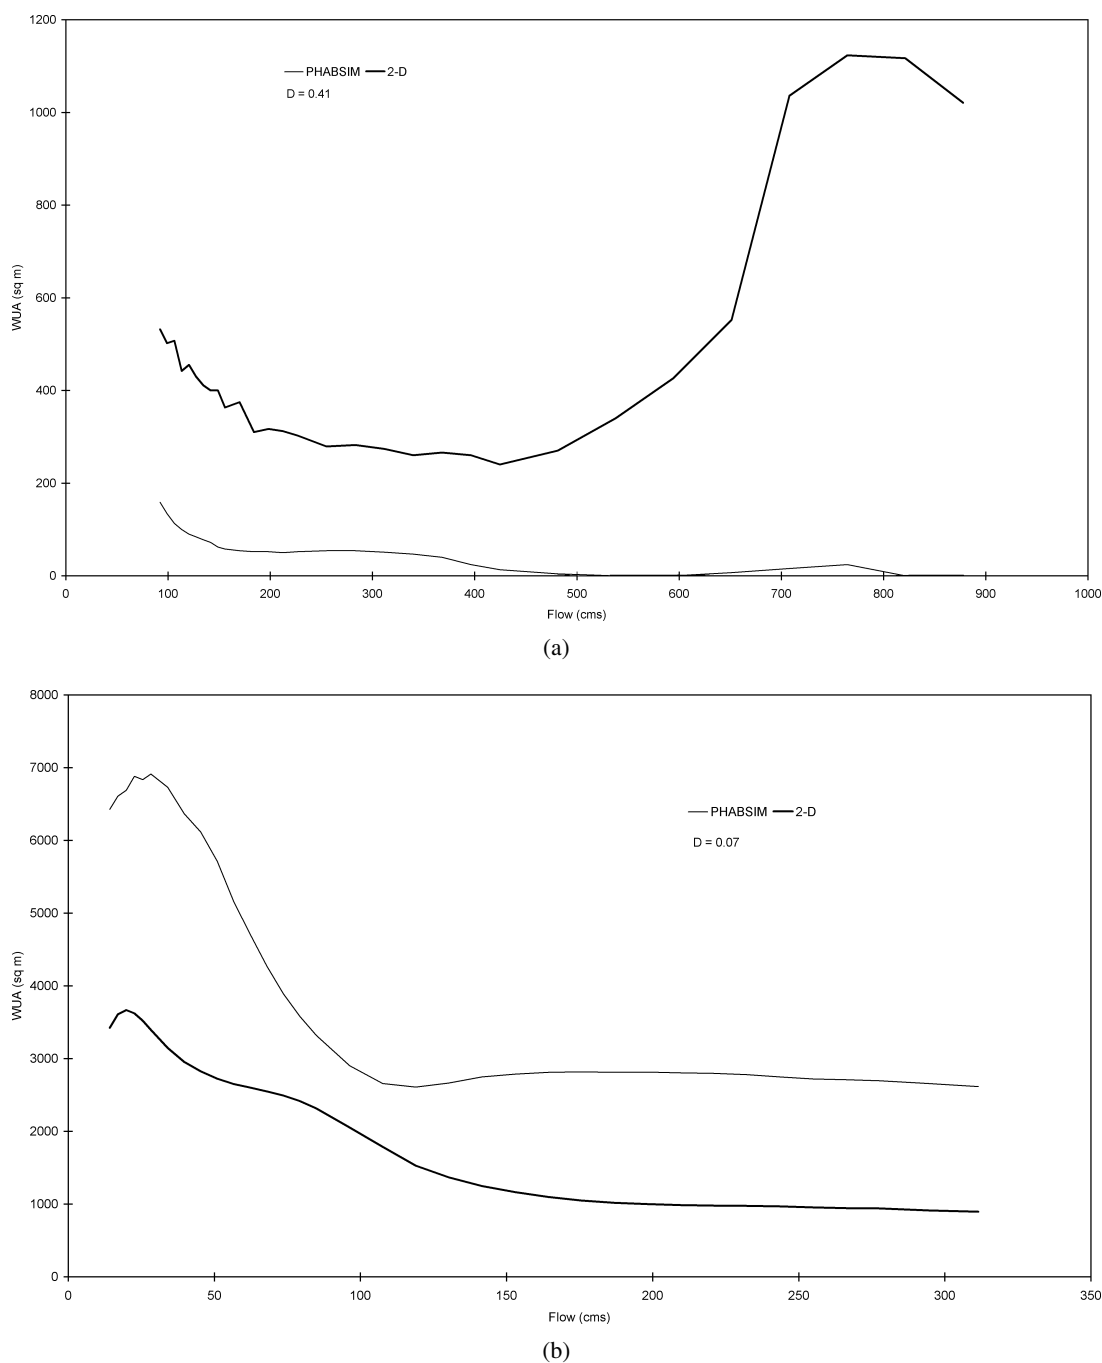 1200
1000
800
600
400
200
0
WUA (sq m)
PHABSIM 2-D
D = 0.41
0 100 200 300 400 500 600 700 800 900 1000
Flow (cms)
(a)
8000
7000
6000
5000
4000
3000
2000
1000
0
WUA (sq m)
PHABSIM 2-D
D = 0.07
0 50 100 150 200 250 300 350
Flow (cms)
(b)